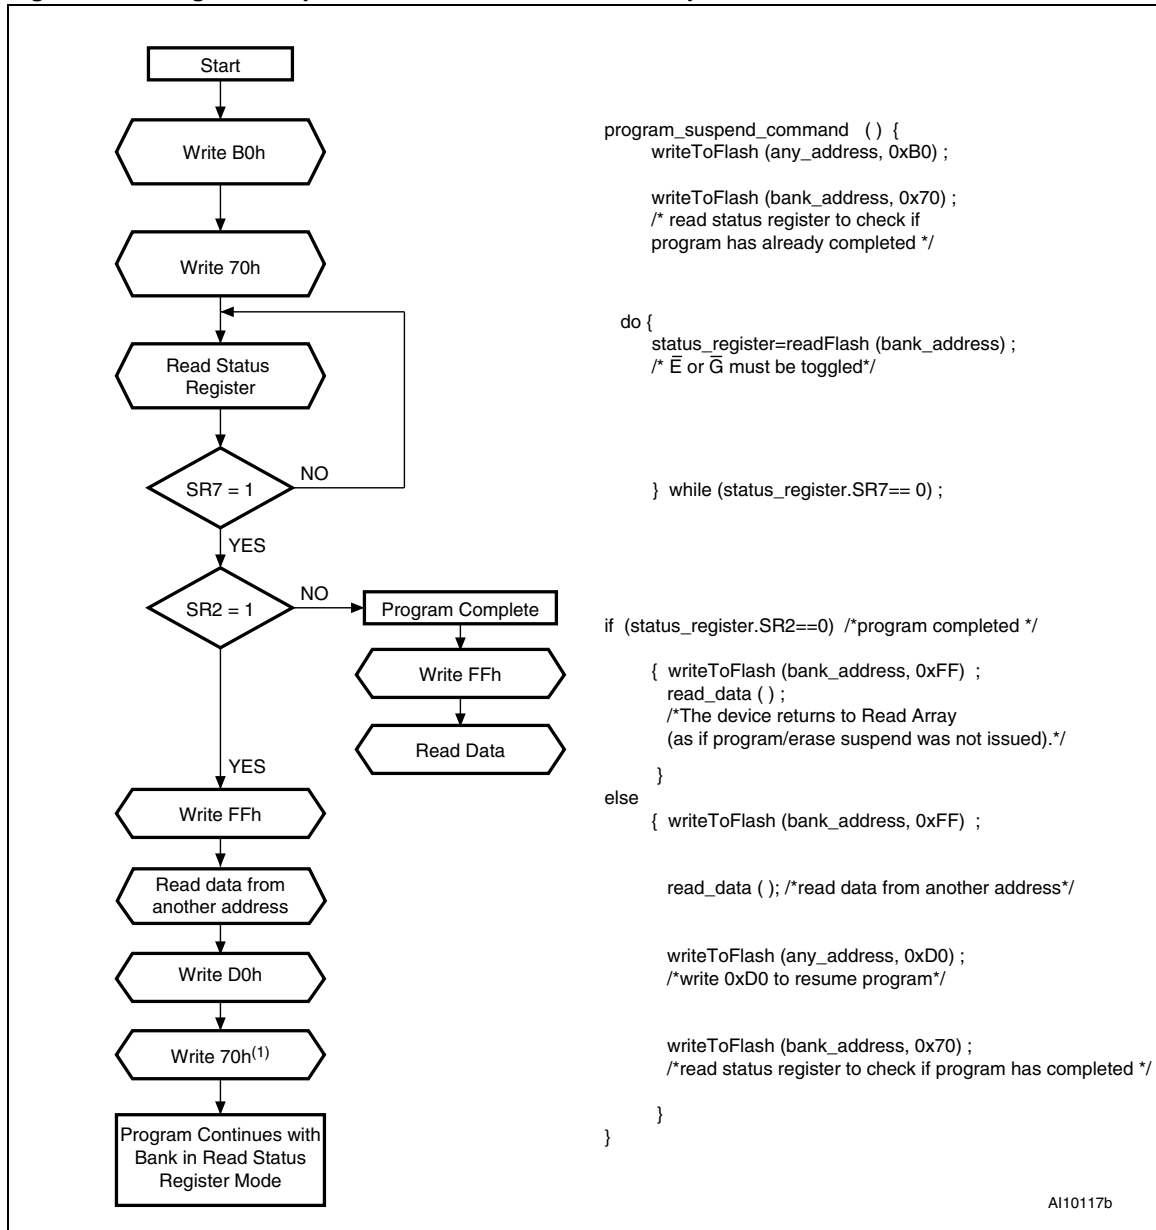 Start
Write B0h
Write 70h
Read Status
Register
SR7 = 1
NO
YES
SR2 = 1
NO
Program Complete
Write FFh
Read Data
YES
Write FFh
Read data from
another address
Write D0h
Write 70h(1)
Program Continues with
Bank in Read Status
Register Mode
program_suspend_command ( ) {
writeToFlash (any_address, 0xB0) ;
writeToFlash (bank_address, 0x70) ;
/* read status register to check if
program has already completed */
do {
status_register=readFlash (bank_address) ;
/* E̅ or G̅ must be toggled*/
} while (status_register.SR7== 0) ;
if (status_register.SR2==0) /*program completed */
{ writeToFlash (bank_address, 0xFF) ;
read_data ( ) ;
/*The device returns to Read Array
(as if program/erase suspend was not issued).*/
}
else
{ writeToFlash (bank_address, 0xFF) ;
read_data ( ); /*read data from another address*/
writeToFlash (any_address, 0xD0) ;
/*write 0xD0 to resume program*/
writeToFlash (bank_address, 0x70) ;
/*read status register to check if program has completed */
}
}
AI10117b